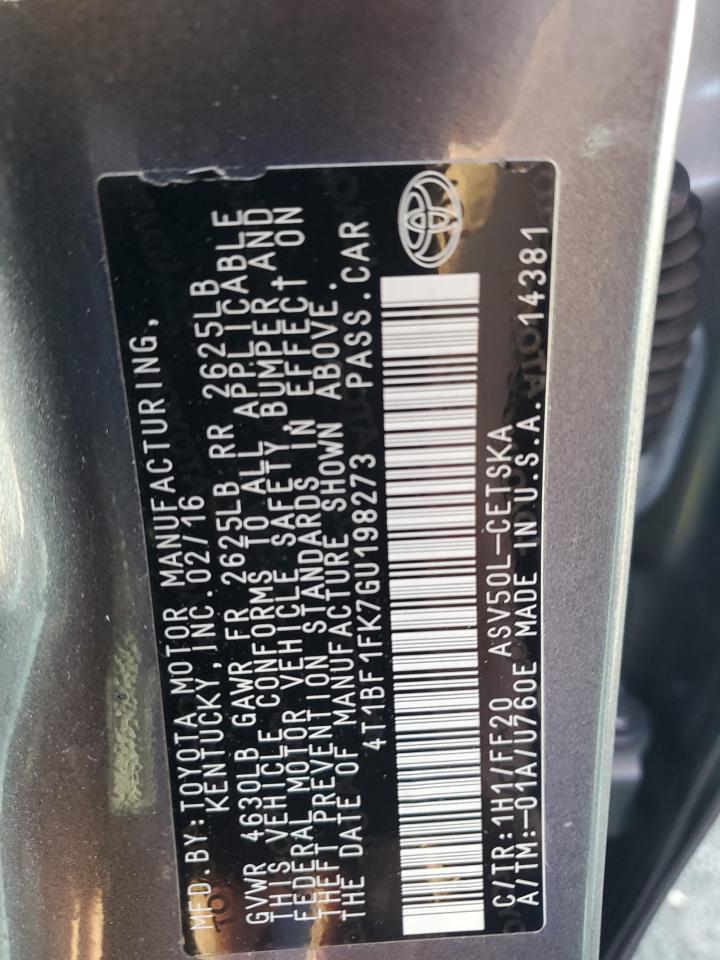 MFD.BY:TOYOTA MOTOR MANUFACTURING,
KENTUCKY, INC.02/16
GVWR 4630LB GAWR FR 2625LB RR 2625LB
THIS VEHICLE CONFORMS TO ALL APPLICABLE
FEDERAL MOTOR VEHICLE SAFETY, BUMPER, AND
THEFT PREVENTION STANDARDS IN EFFECT ON
THE DATE OF MANUFACTURE SHOWN ABOVE.
4T1BF1FK7GU198273 PASS.CAR
C/TR:1H1/FF20 ASV50L-CETSKA
A/TM:-01A/U760E MADE IN U.S.A. 14381